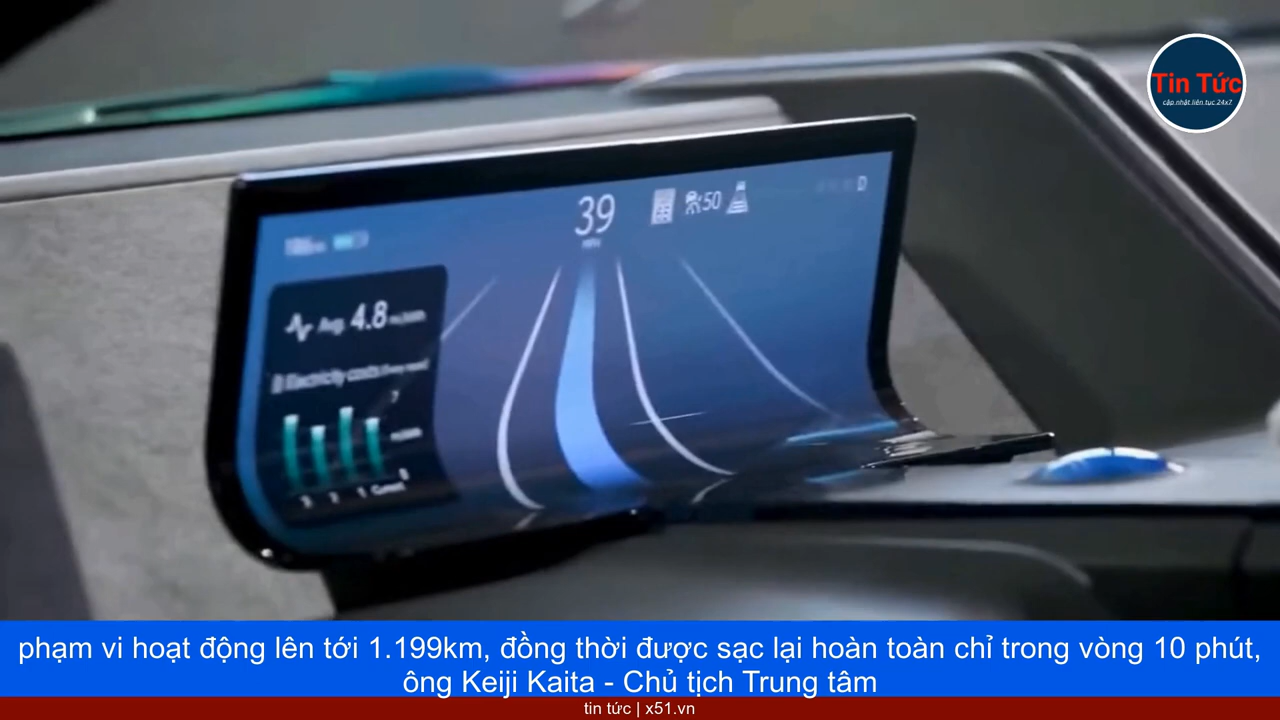 Tin Tức
cập nhật liên tục 24x7
39
MPH
50
D
Avg. 4.8
Electricity costs
phạm vi hoạt động lên tới 1.199km, đồng thời được sạc lại hoàn toàn chỉ trong vòng 10 phút,
ông Keiji Kaita - Chủ tịch Trung tâm
tin tức | x51.vn